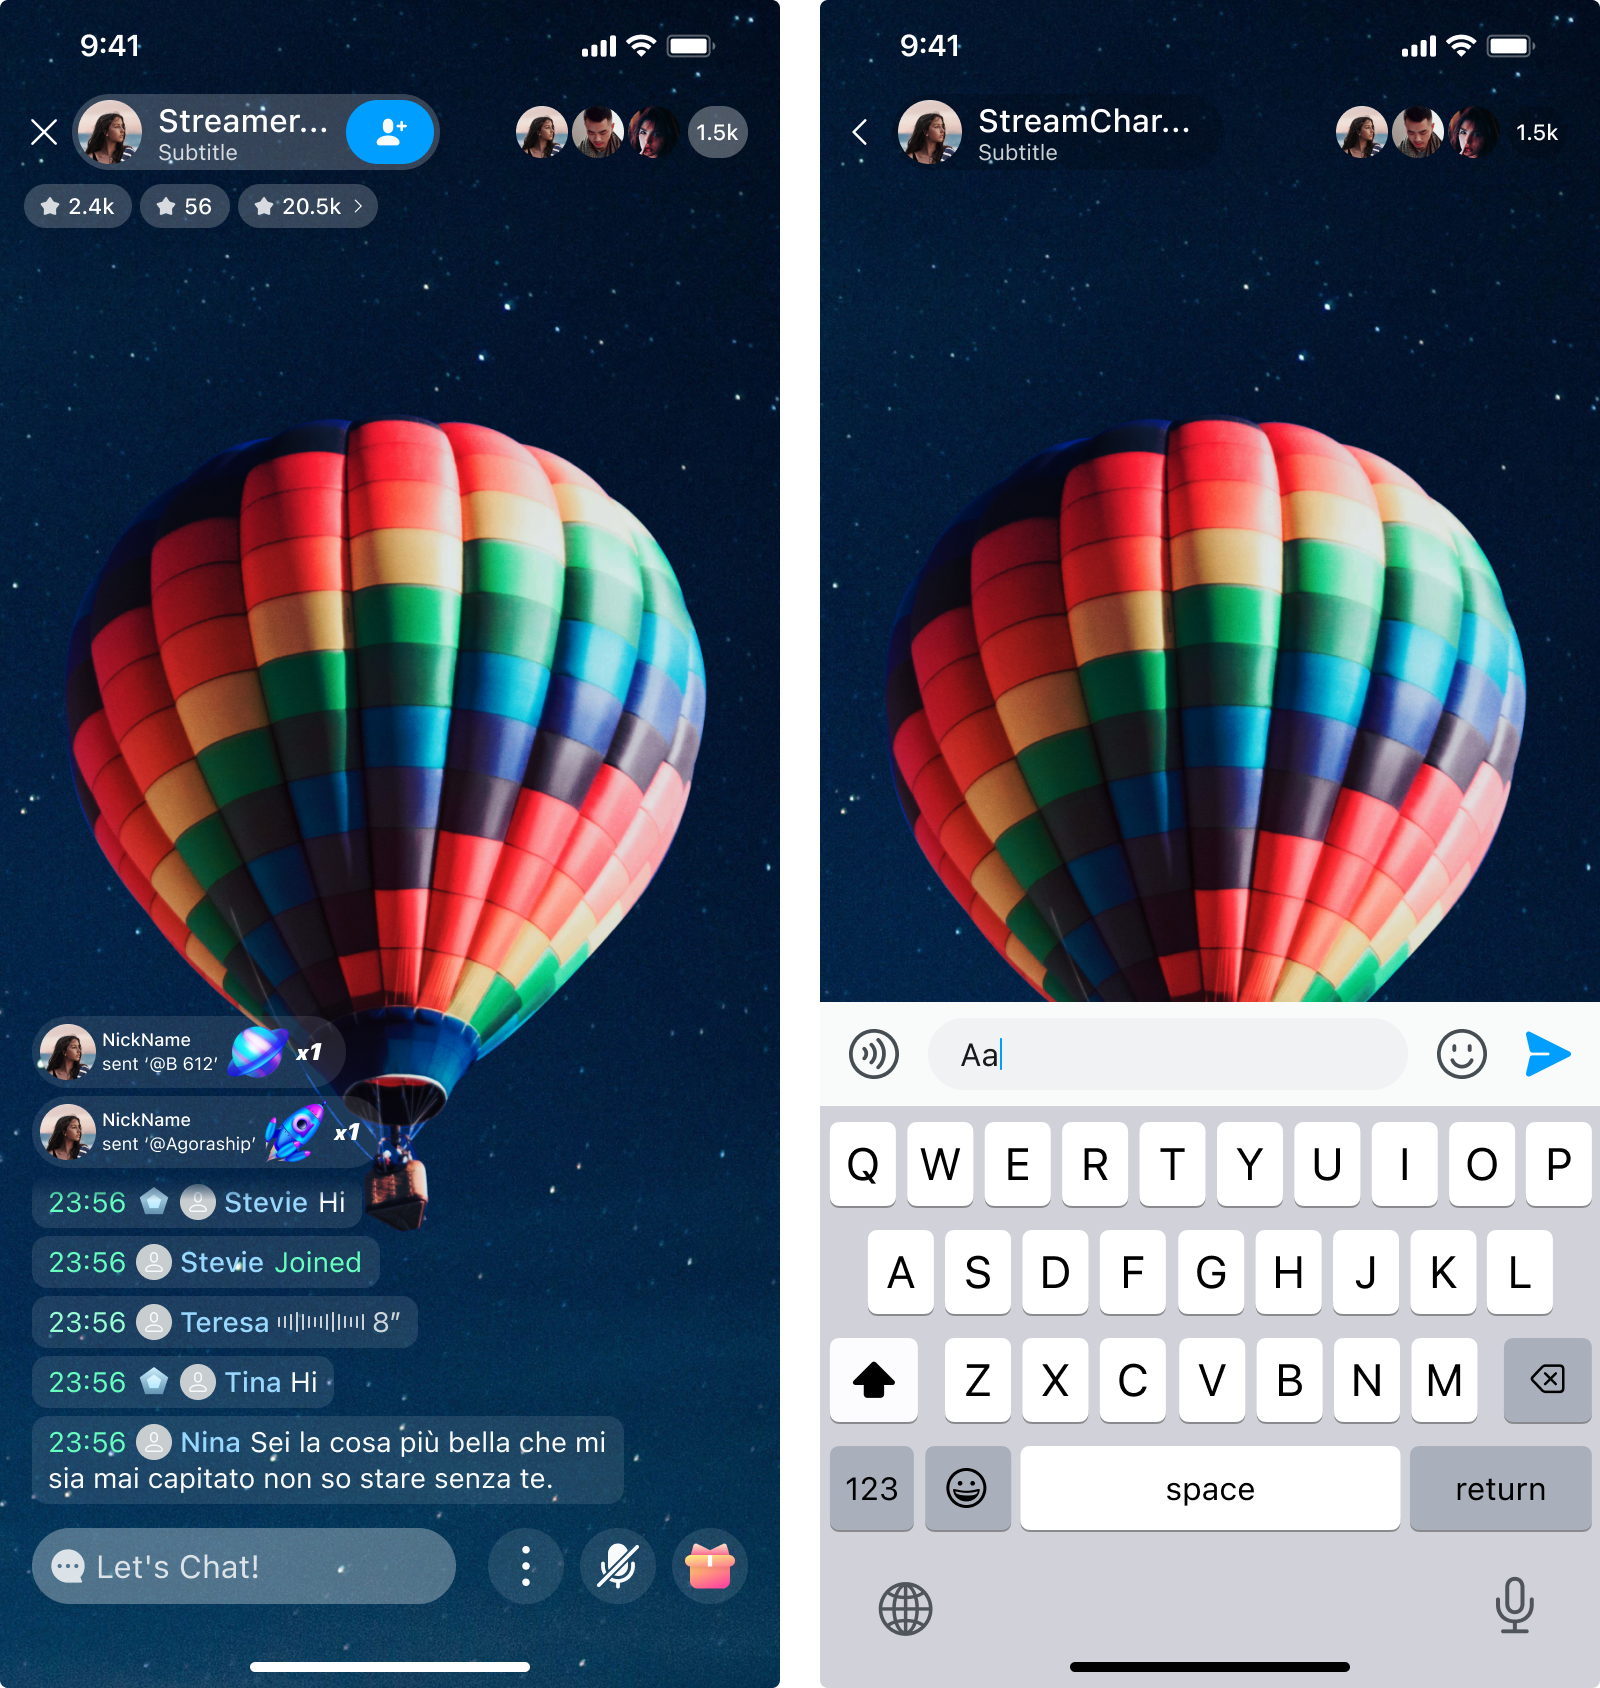 9:41
Streamer...
Subtitle
1.5k
2.4k
56
20.5k
NickName
sent ‘@B 612’
x1
NickName
sent ‘@Agoraship’
x1
23:56 Stevie Hi
23:56 Stevie Joined
23:56 Teresa 8”
23:56 Tina Hi
23:56 Nina Sei la cosa più bella che mi
sia mai capitato non so stare senza te.
Let's Chat!
9:41
StreamChar...
Subtitle
1.5k
Aa
Q W E R T Y U I O P
A S D F G H J K L
Z X C V B N M
123 space return